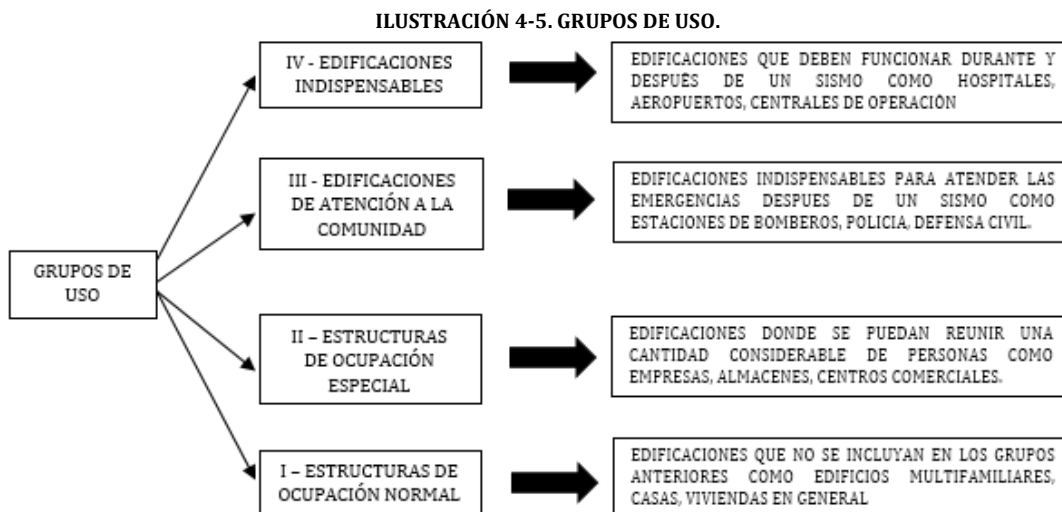 ILUSTRACIÓN 4-5. GRUPOS DE USO.
GRUPOS DE
USO
IV - EDIFICACIONES
INDISPENSABLES
EDIFICACIONES QUE DEBEN FUNCIONAR DURANTE Y
DESPUÉS DE UN SISMO COMO HOSPITALES,
AEROPUERTOS, CENTRALES DE OPERACIÓN
III - EDIFICACIONES
DE ATENCIÓN A LA
COMUNIDAD
EDIFICACIONES INDISPENSABLES PARA ATENDER LAS
EMERGENCIAS DESPUES DE UN SISMO COMO
ESTACIONES DE BOMBEROS, POLICIA, DEFENSA CIVIL.
II – ESTRUCTURAS
DE OCUPACIÓN
ESPECIAL
EDIFICACIONES DONDE SE PUEDAN REUNIR UNA
CANTIDAD CONSIDERABLE DE PERSONAS COMO
EMPRESAS, ALMACENES, CENTROS COMERCIALES.
I – ESTRUCTURAS DE
OCUPACIÓN NORMAL
EDIFICACIONES QUE NO SE INCLUYAN EN LOS GRUPOS
ANTERIORES COMO EDIFICIOS MULTIFAMILIARES,
CASAS, VIVIENDAS EN GENERAL